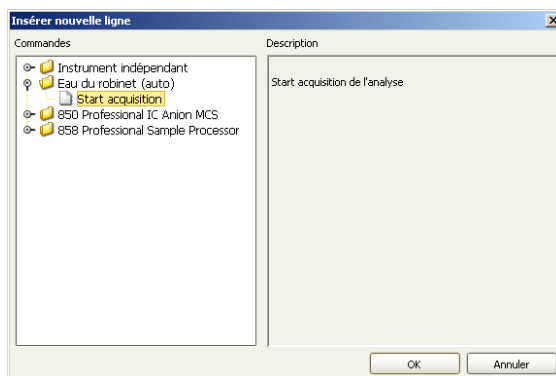 Insérer nouvelle ligne
Commandes
Instrument indépendant
Eau du robinet (auto)
Start acquisition
850 Professional IC Anion MCS
858 Professional Sample Processor
Description
Start acquisition de l'analyse
OK
Annuler